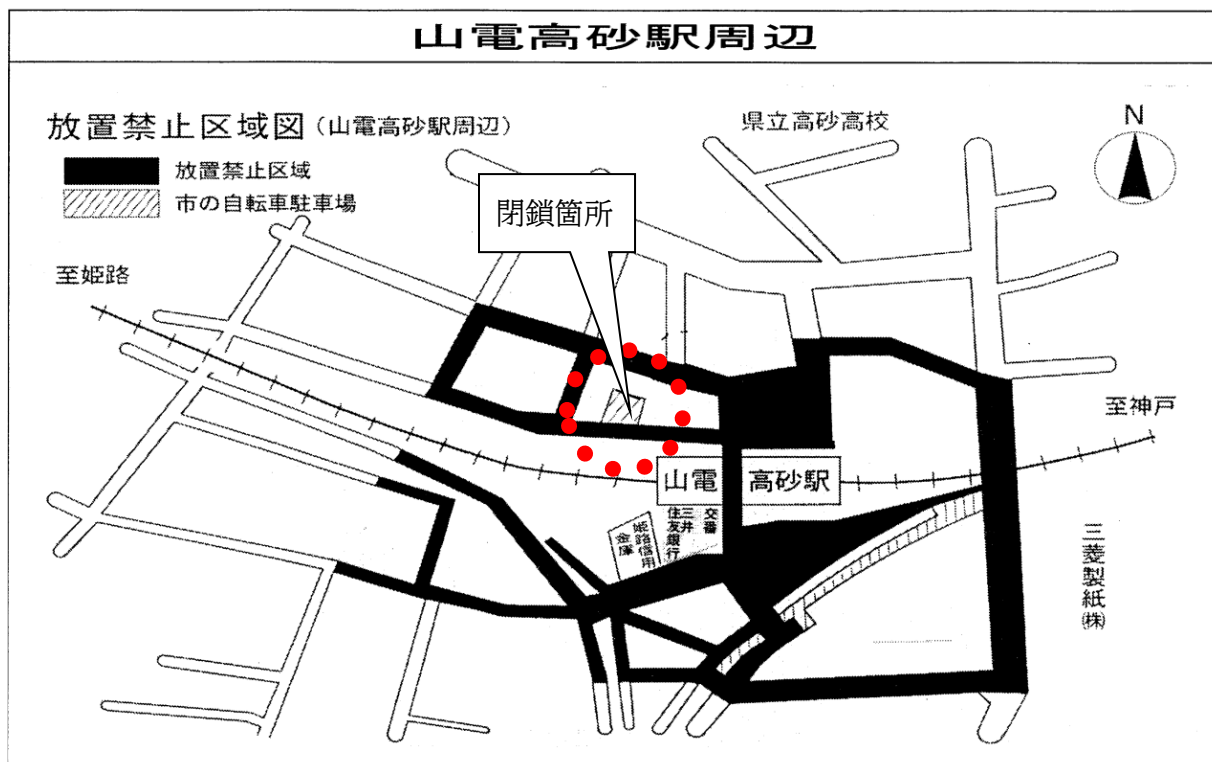 山電高砂駅周辺
放置禁止区域図(山電高砂駅周辺)
放置禁止区域
市の自転車駐車場
県立高砂高校
N
閉鎖箇所
至姫路
至神戸
山電 高砂駅
交番
三井
住友銀行
姫路信用
金庫
三菱製紙㈱